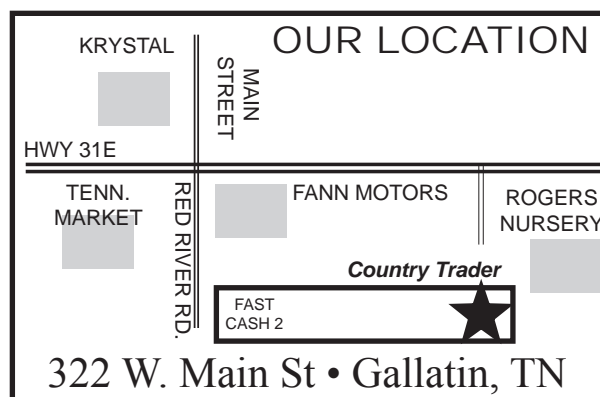 OUR LOCATION
KRYSTAL
MAIN
STREET
HWY 31E
TENN.
MARKET
RED RIVER RD.
FANN MOTORS
ROGERS
NURSERY
Country Trader
FAST
CASH 2
322 W. Main St • Gallatin, TN